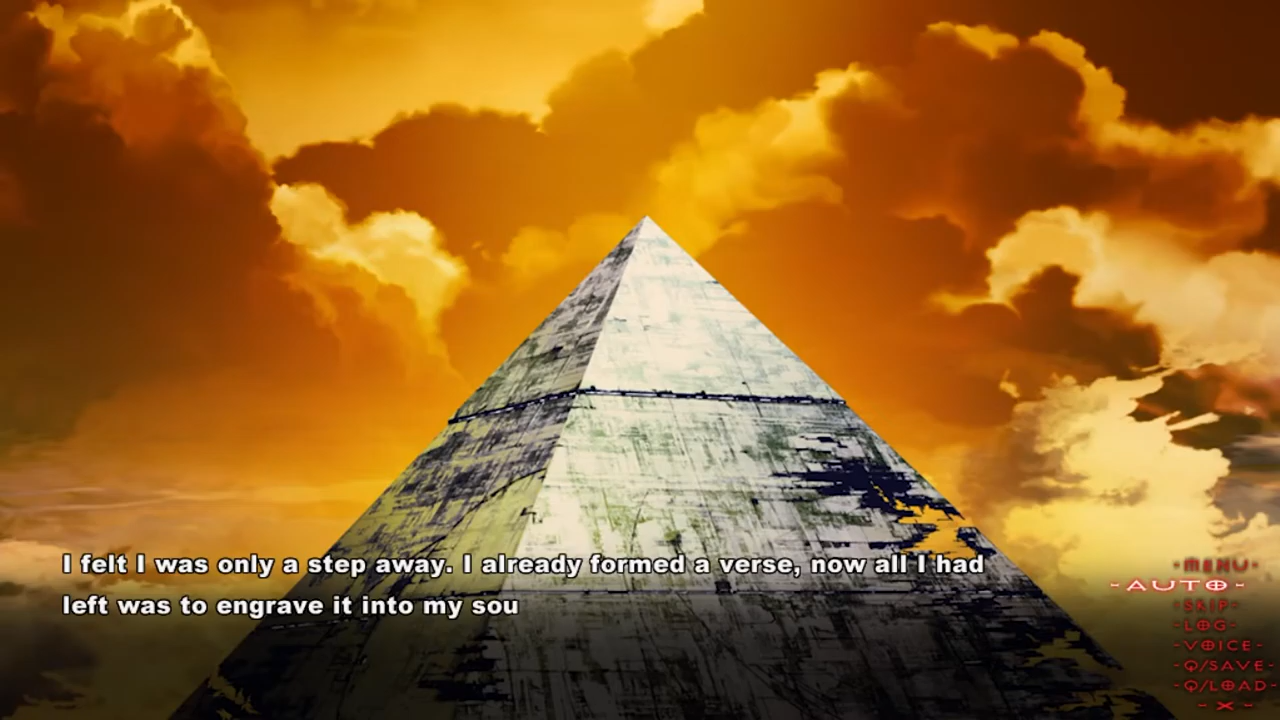 I felt I was only a step away. I already formed a verse, now all I had
left was to engrave it into my sou
-MENU-
-AUTO-
-SKIP-
-LOG-
-VOICE-
-Q/SAVE-
-Q/LOAD-
-X-